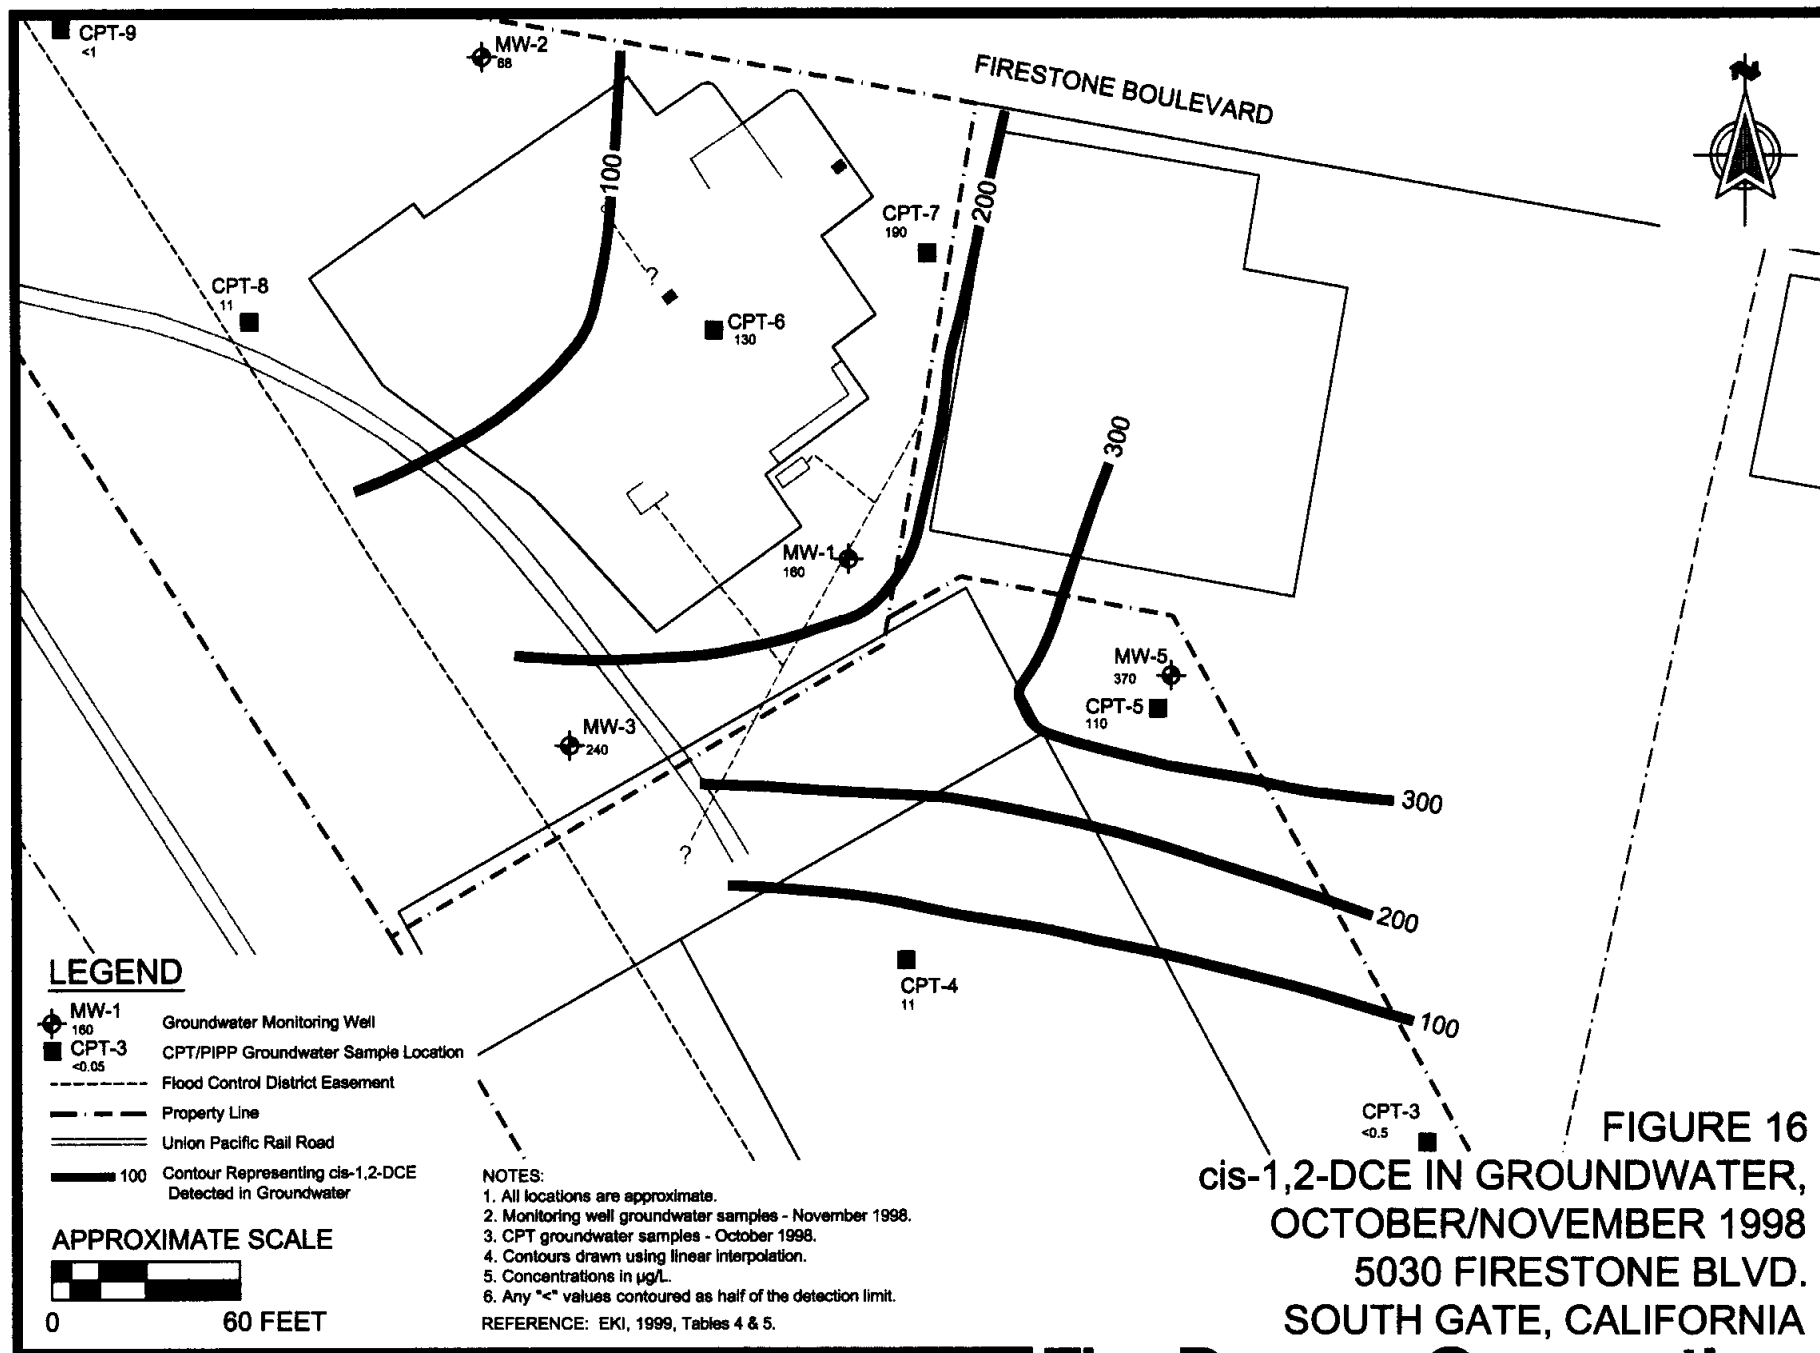 CPT-9
<1
MW-2
68
FIRESTONE BOULEVARD
N
100
200
CPT-7
190
CPT-8
11
?
CPT-6
130
300
MW-1
160
MW-5
370
CPT-5
110
MW-3
240
300
?
200
CPT-4
11
100
CPT-3
<0.5
LEGEND
MW-1
160
Groundwater Monitoring Well
CPT-3
<0.05
CPT/PIPP Groundwater Sample Location
Flood Control District Easement
Property Line
Union Pacific Rail Road
100 Contour Representing cis-1,2-DCE
Detected in Groundwater
APPROXIMATE SCALE
0 60 FEET
NOTES:
1. All locations are approximate.
2. Monitoring well groundwater samples - November 1998.
3. CPT groundwater samples - October 1998.
4. Contours drawn using linear interpolation.
5. Concentrations in µg/L.
6. Any "<" values contoured as half of the detection limit.
REFERENCE: EKI, 1999, Tables 4 & 5.
FIGURE 16
cis-1,2-DCE IN GROUNDWATER,
OCTOBER/NOVEMBER 1998
5030 FIRESTONE BLVD.
SOUTH GATE, CALIFORNIA